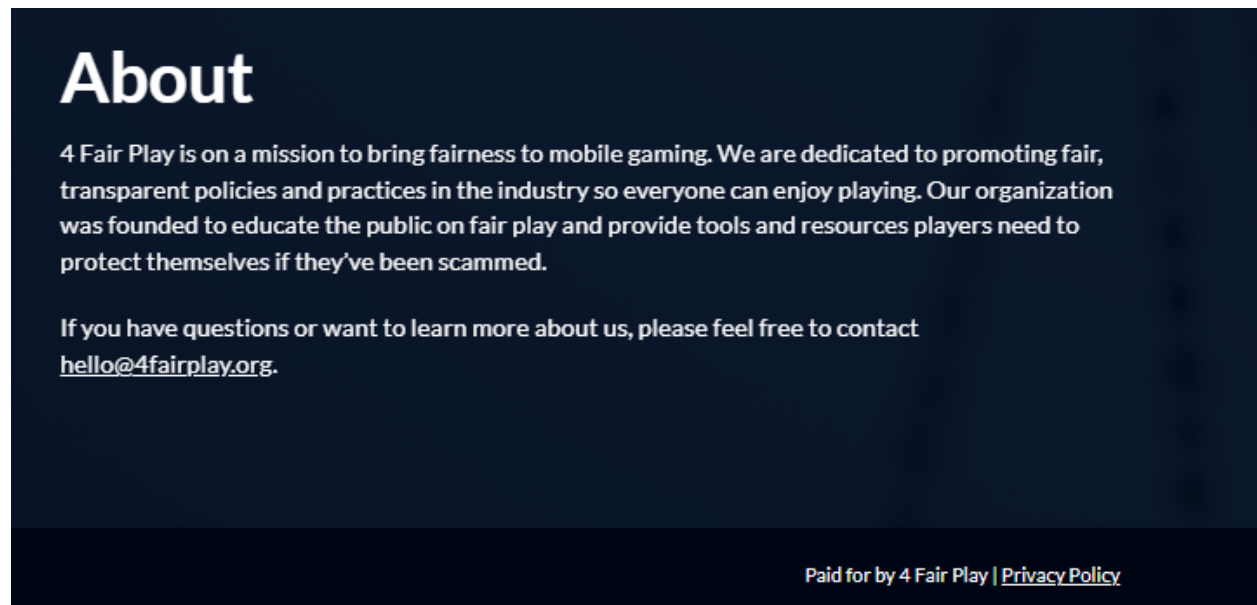 About
4 Fair Play is on a mission to bring fairness to mobile gaming. We are dedicated to promoting fair,
transparent policies and practices in the industry so everyone can enjoy playing. Our organization
was founded to educate the public on fair play and provide tools and resources players need to
protect themselves if they've been scammed.
If you have questions or want to learn more about us, please feel free to contact
hello@4fairplay.org.
Paid for by 4 Fair Play | Privacy Policy